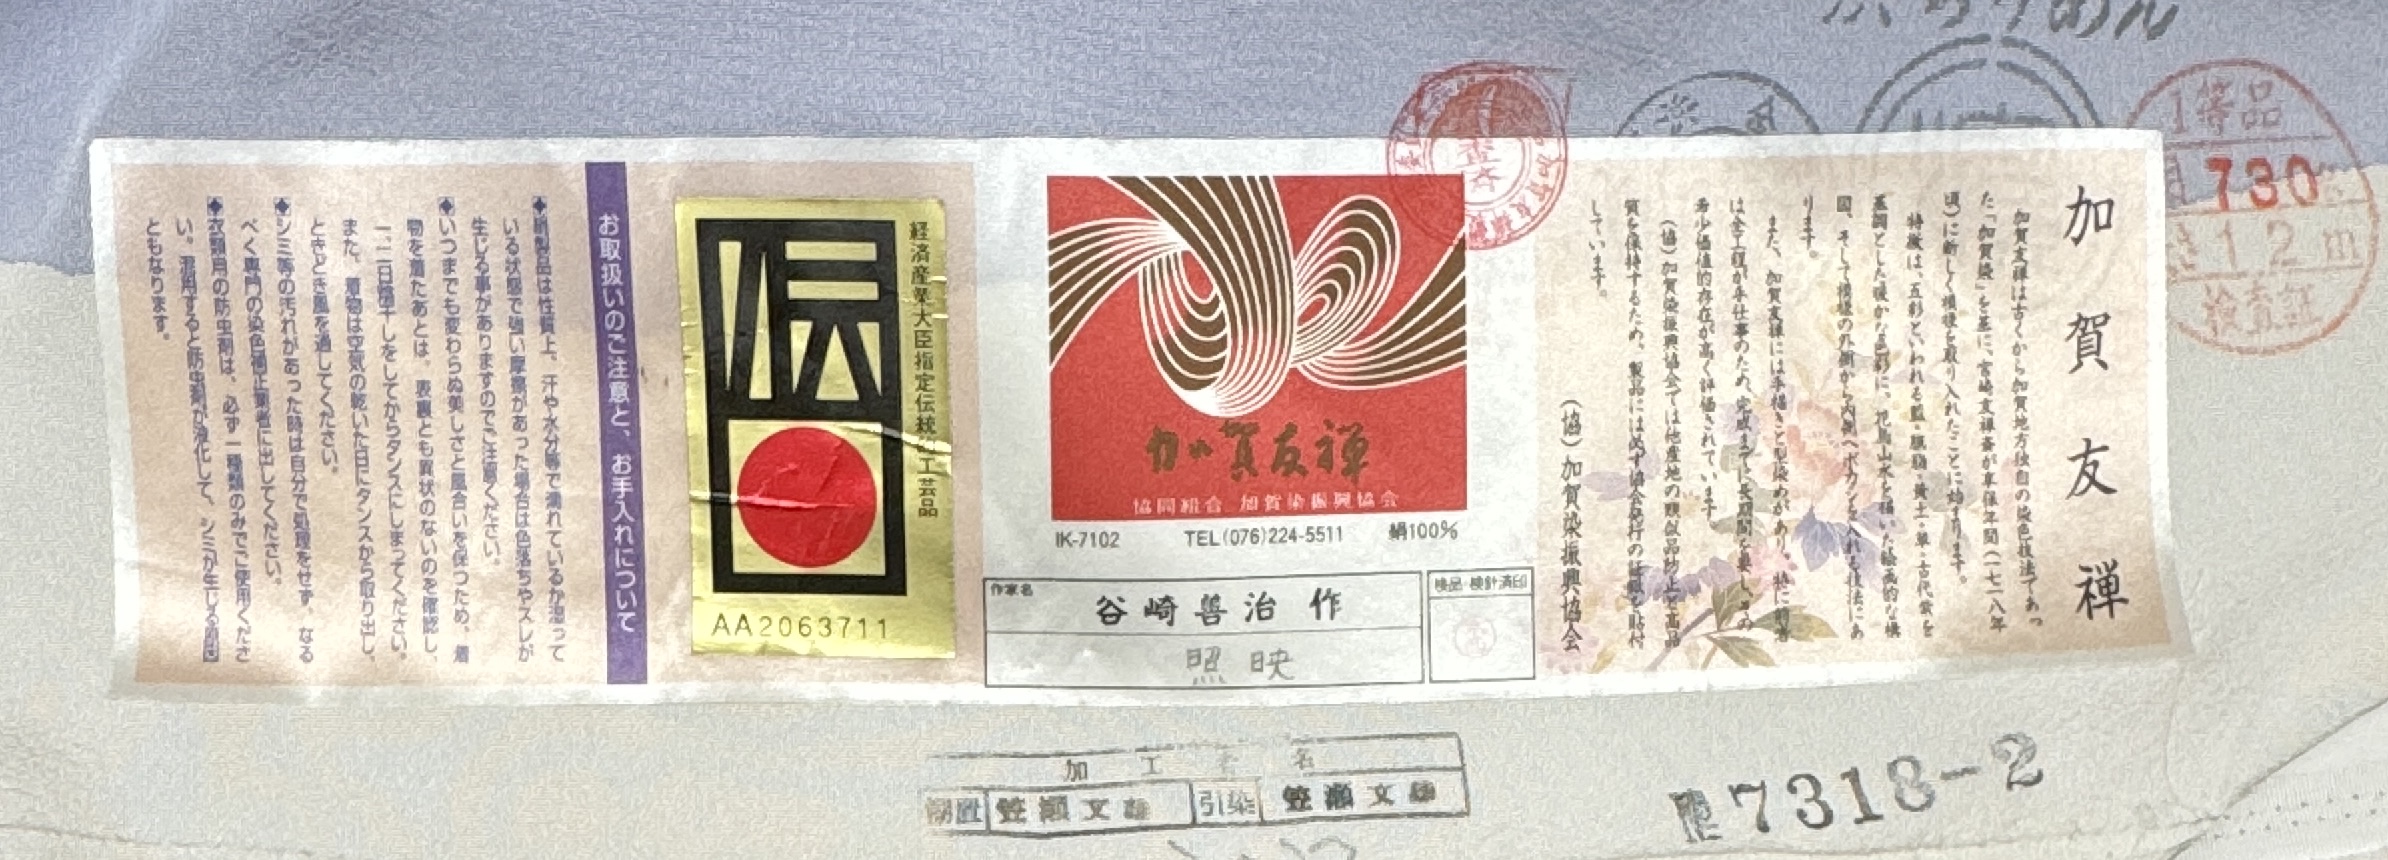 加賀友禅
加賀友禅は古くから加賀地方独自の染色技法であっ
た「加賀染」を基に、宮崎友禅斎が享保年間(一七一八年
頃)に新しく模様を取り入れたことに始まります。
特徴は、五彩といわれる藍・臙脂・黄土・草・古代紫を
基調とした暖かな色彩に、花鳥山水を描いた絵画的な模
図、そして模様の外側から内側へボカシを入れる技法にあ
ります。
また、加賀友禅には手描きと型染めがあり、特に前者
は全工程が手仕事のため、完成までに長期間を要し、その
希少価値的存在が高く評価されています。
(協)加賀染振興協会では他産地の類似品防止と高品
質を保持するため、製品には必ず協会発行の証紙を貼付
しています。
(協)加賀染振興協会
加賀友禅
協同組合 加賀染振興協会
IK-7102 TEL(076)224-5511 絹100%
作家名
谷崎善治 作
照映
検品・検針済印
経済産業大臣指定伝統的工芸品
伝
AA2063711
お取扱いのご注意と、お手入れについて
◆絹製品は性質上、汗や水分等で濡れているか湿って
いる状態で強い摩擦があった場合は色落ちやスレが
生じる事がありますのでご注意ください。
◆いつまでも変わらぬ美しさと風合いを保つため、着
物を着たあとは、表裏とも異状のないのを確認し、
一二日陰干しをしてからタンスにしまってください。
また、着物は空気の乾いた日にタンスから取り出し、
ときどき風を通してください。
◆シミ等の汚れがあった時は自分で処理をせず、なる
べく専門の染色補正業者に出してください。
◆衣類用の防虫剤は、必ず一種類のみでご使用くださ
い。混用すると防虫剤が液化して、シミが生じる原因
ともなります。
1等品
730
12m
検査証
加工者名
糊置 笠瀬文雄 引染 笠瀬文雄
7318-2